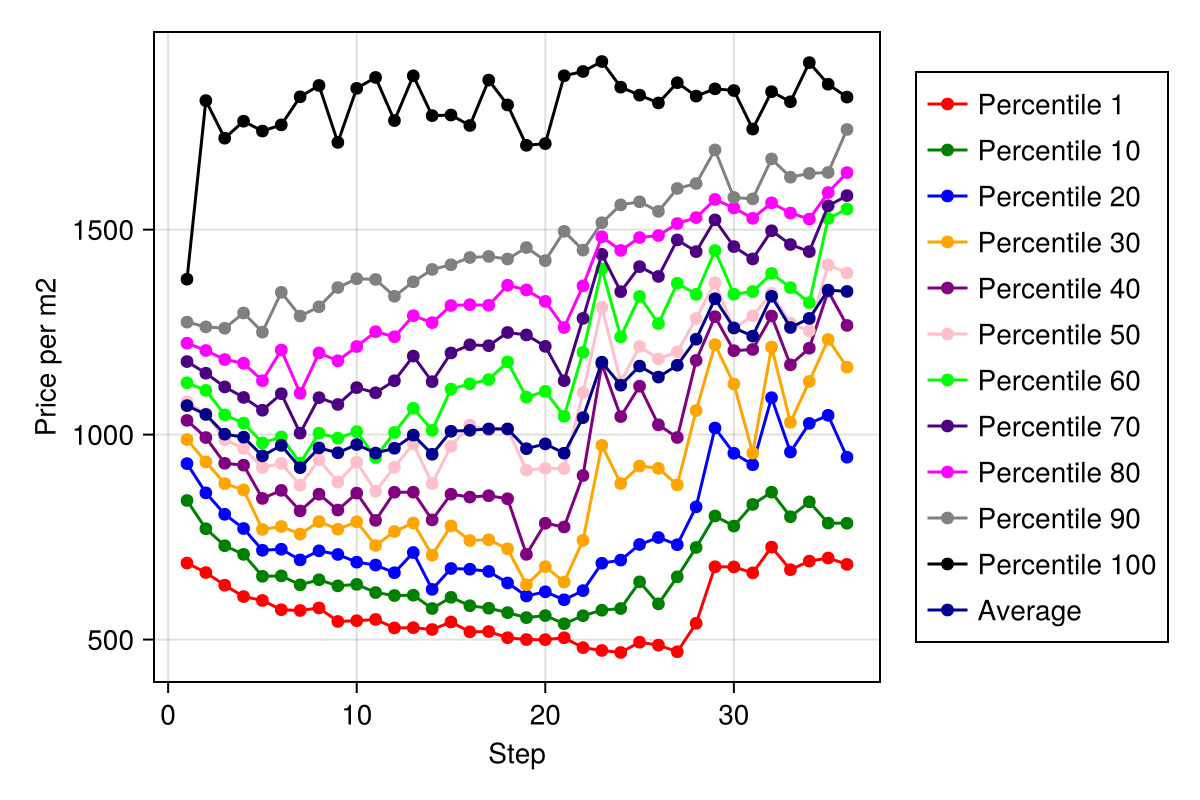 Price per m2
1500
1000
500
0 10 20 30
Step
Percentile 1
Percentile 10
Percentile 20
Percentile 30
Percentile 40
Percentile 50
Percentile 60
Percentile 70
Percentile 80
Percentile 90
Percentile 100
Average